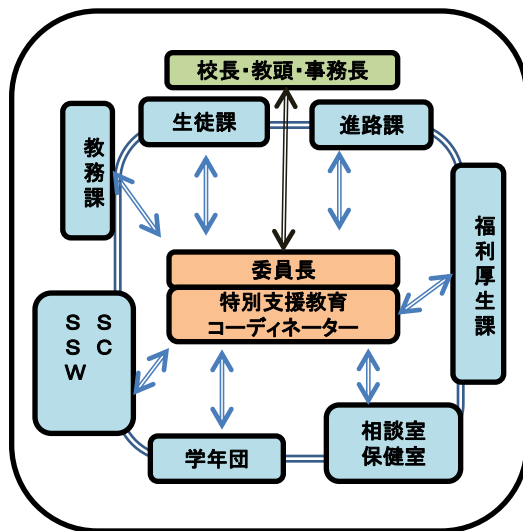 校長・教頭・事務長
生徒課
進路課
教務課
福利厚生課
委員長
特別支援教育
コーディネーター
SC
SSW
学年団
相談室
保健室